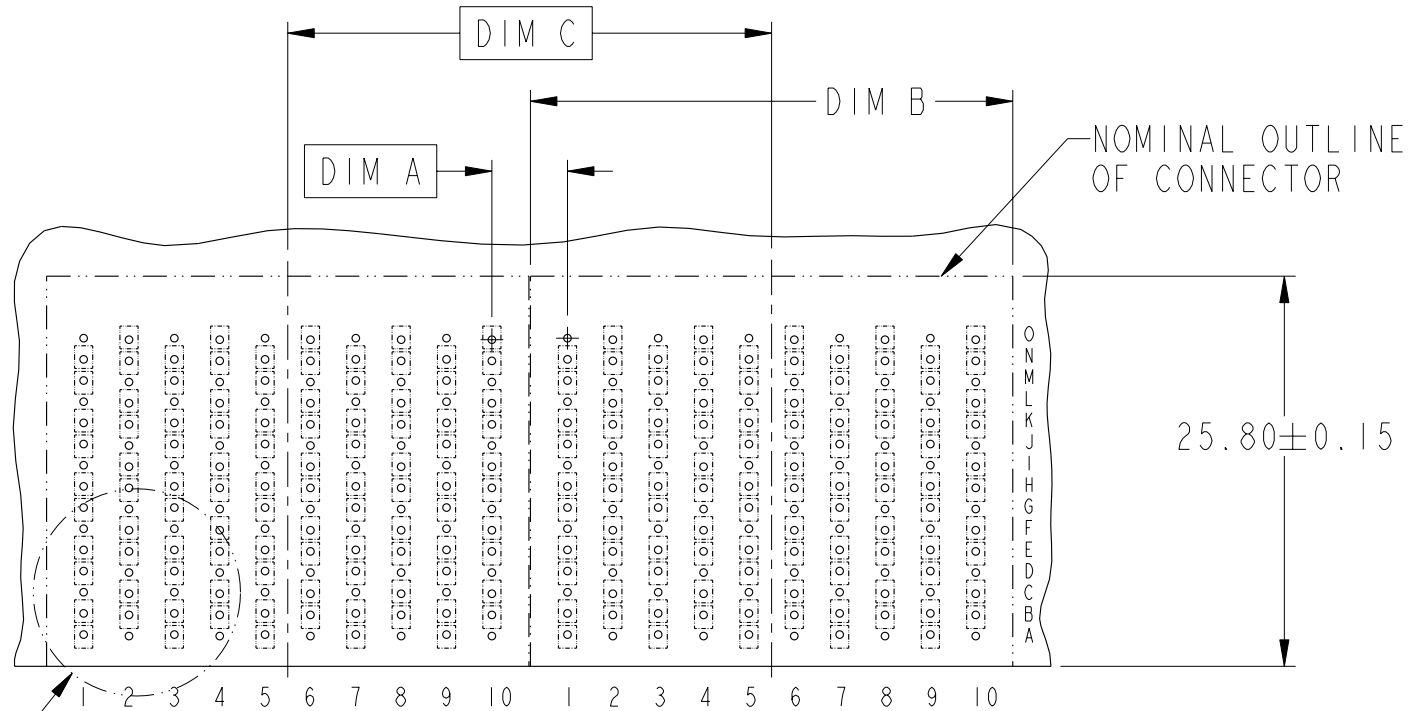 DIM C
DIM B
DIM A
NOMINAL OUTLINE
OF CONNECTOR
O
N
M
L
K
J
I
H
G
F
E
D
C
B
A
25.80±0.15
1 2 3 4 5 6 7 8 9 10 1 2 3 4 5 6 7 8 9 10